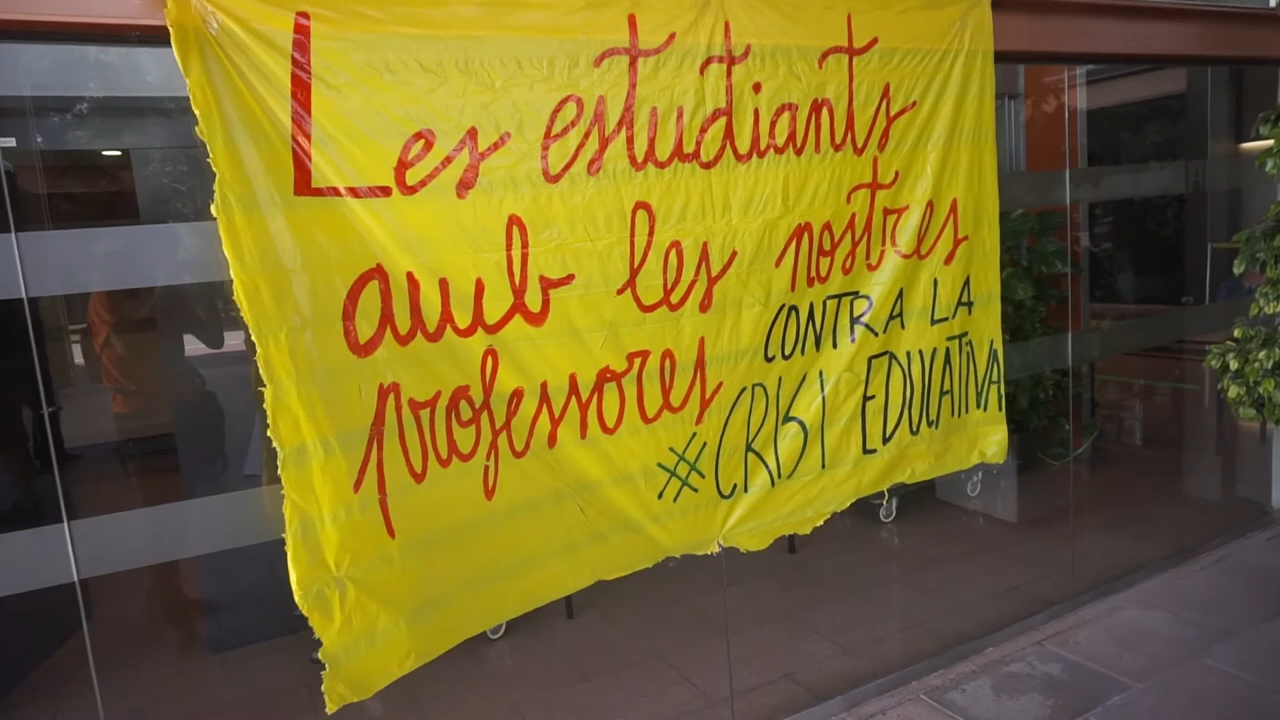 Les estudiants
amb les nostres
professores
CONTRA LA
#CRISI EDUCATIVA